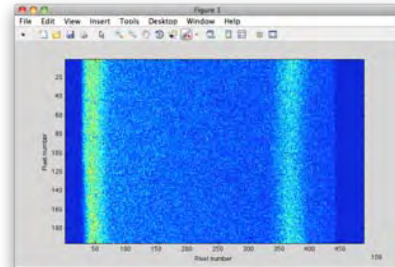 Figure 1
File Edit View Insert Tools Desktop Window Help
20
40
60
80
100
120
140
160
180
Pixel number
50 100 150 200 250 300 350 400 450
Pixel number